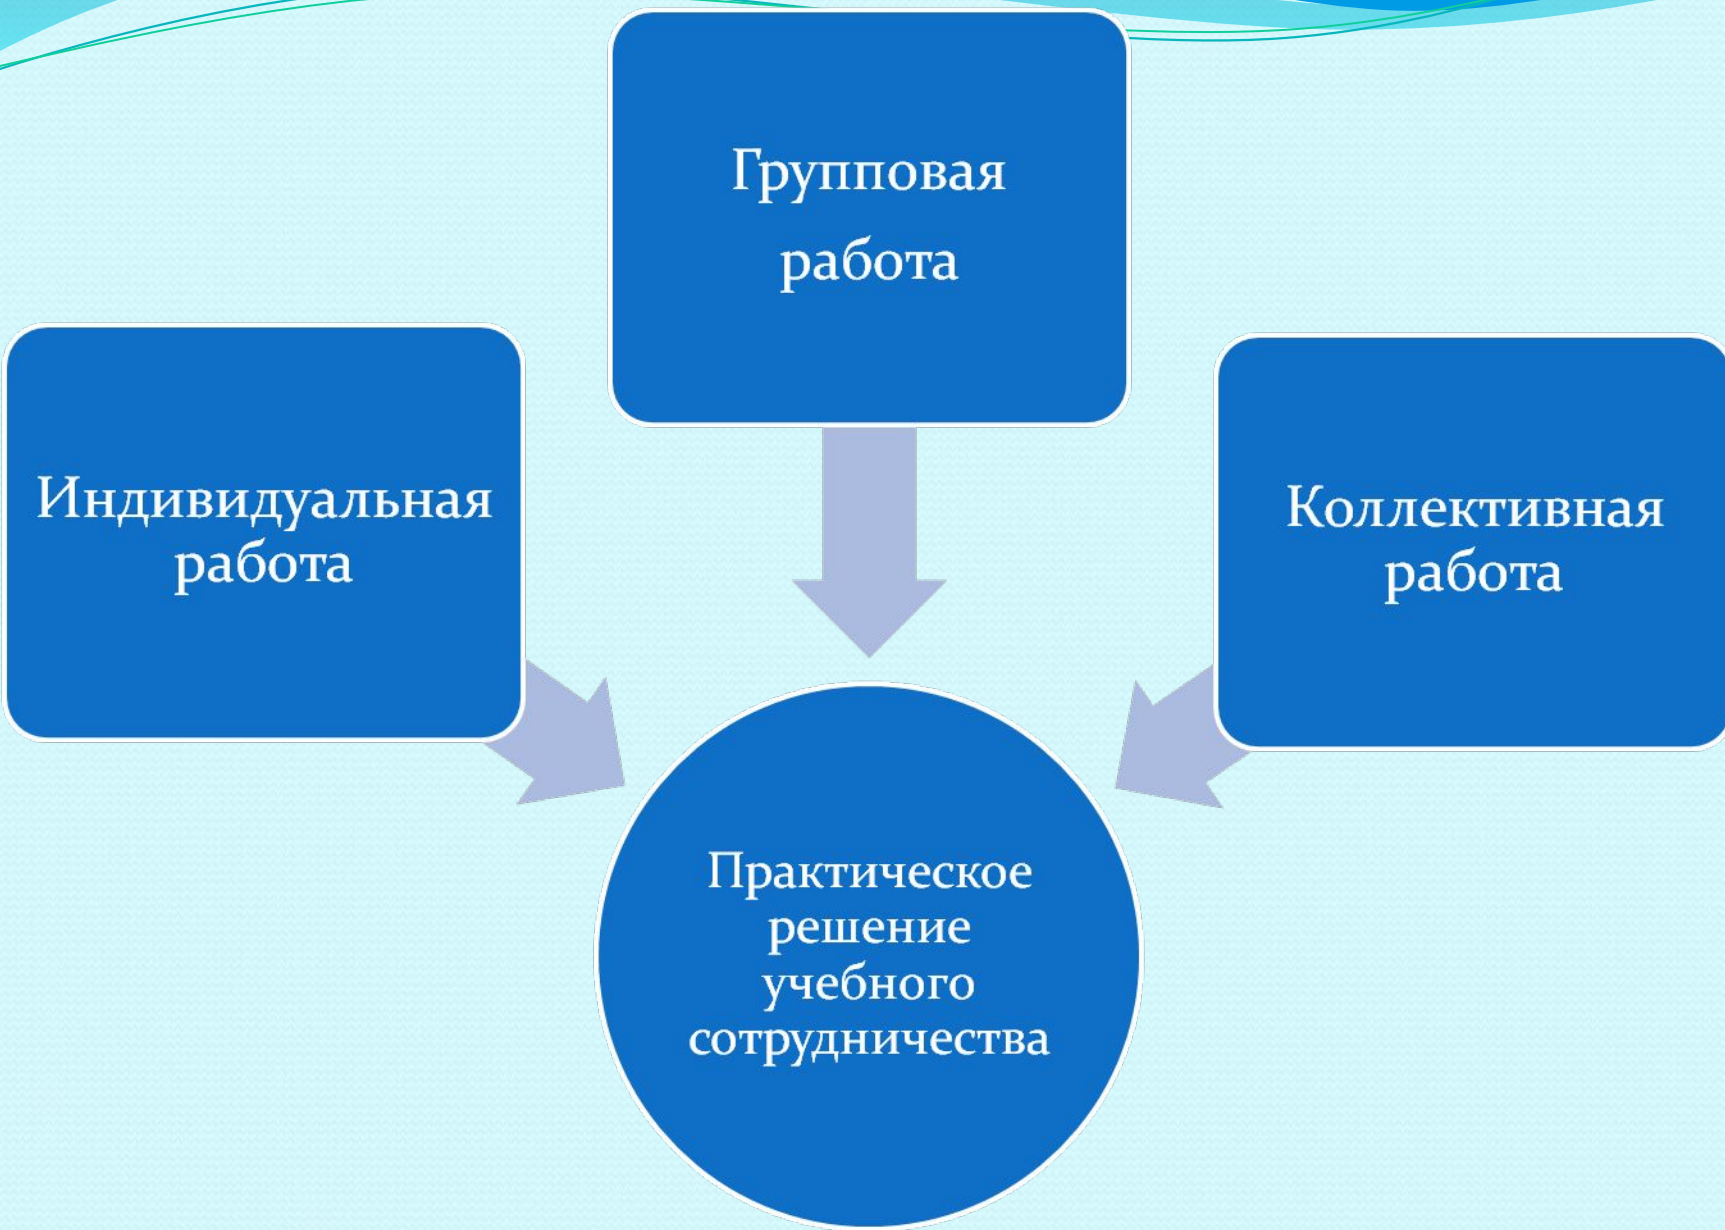 Групповая
работа
Индивидуальная
работа
Коллективная
работа
Практическое
решение
учебного
сотрудничества